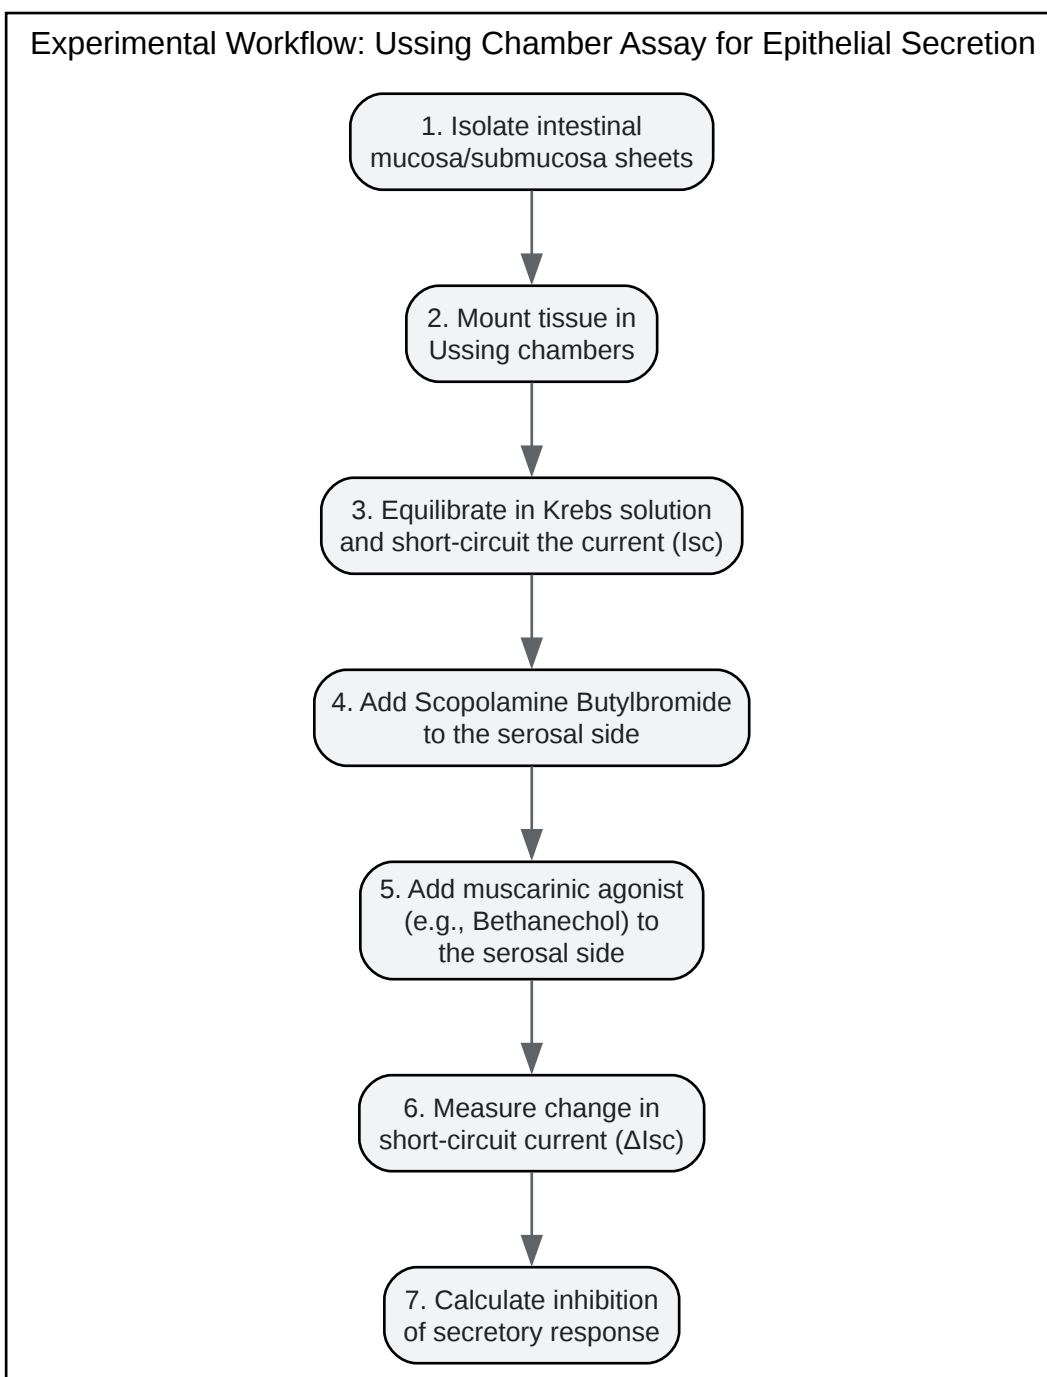 Experimental Workflow: Ussing Chamber Assay for Epithelial Secretion
1. Isolate intestinal
mucosa/submucosa sheets
2. Mount tissue in
Ussing chambers
3. Equilibrate in Krebs solution
and short-circuit the current (Isc)
4. Add Scopolamine Butylbromide
to the serosal side
5. Add muscarinic agonist
(e.g., Bethanechol) to
the serosal side
6. Measure change in
short-circuit current (ΔIsc)
7. Calculate inhibition
of secretory response